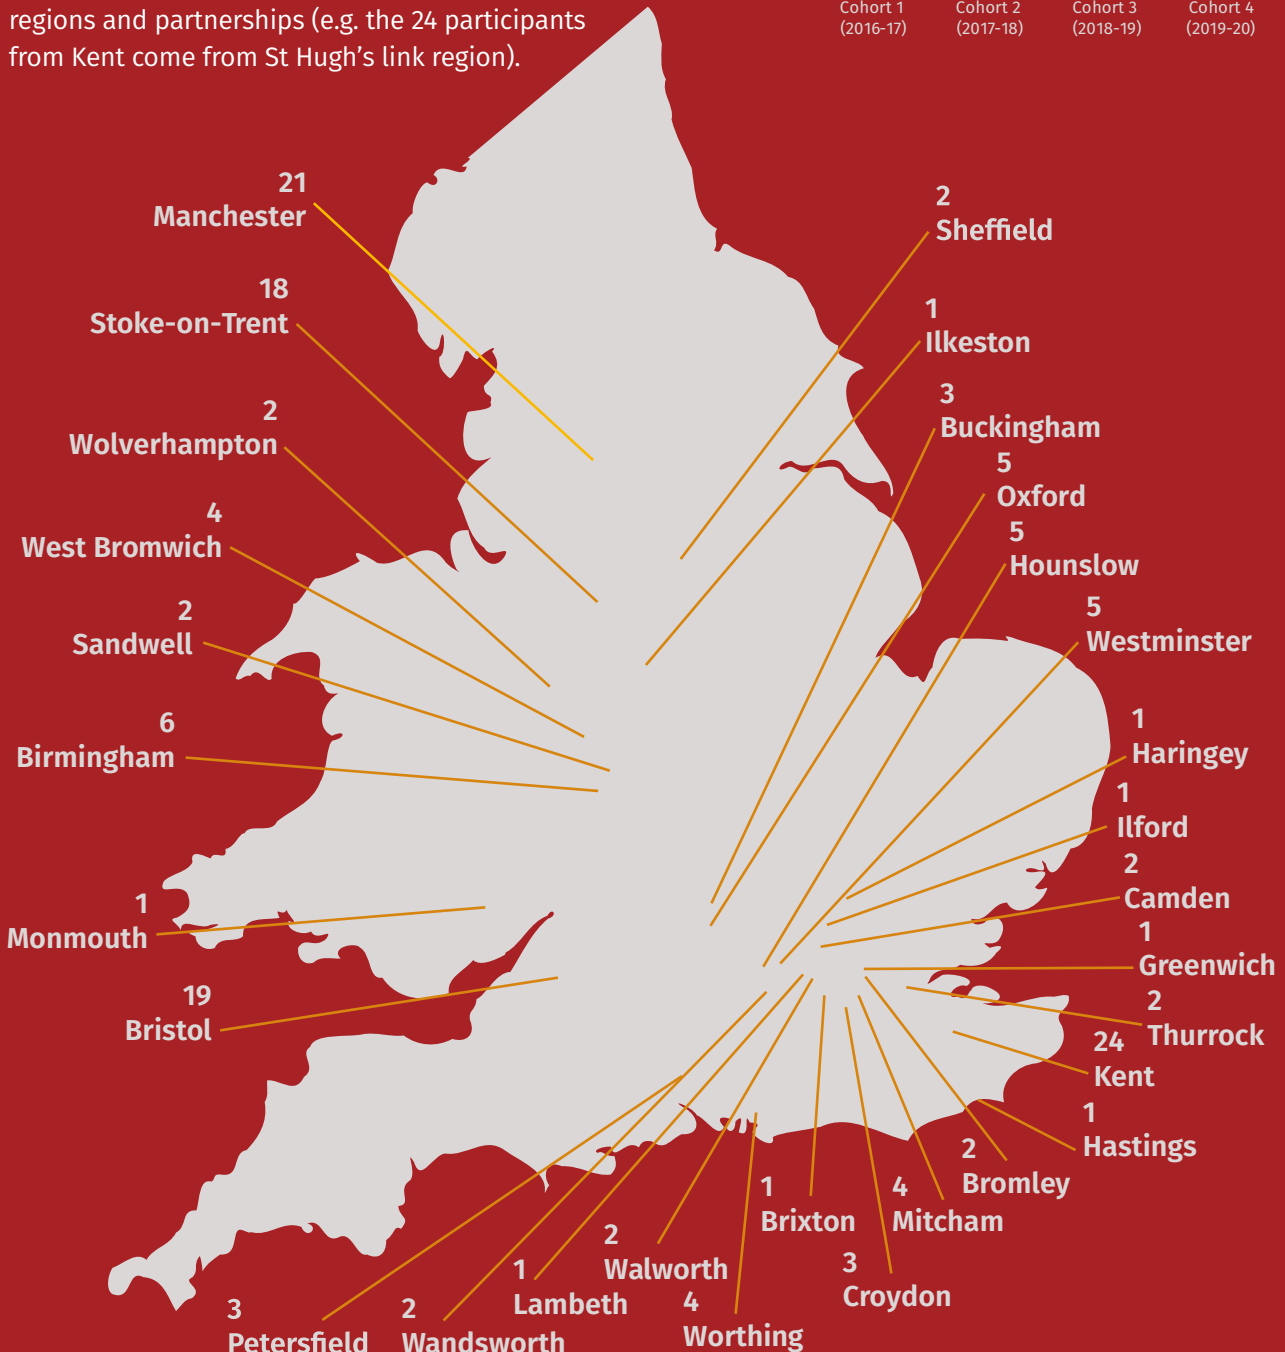 regions and partnerships (e.g. the 24 participants
from Kent come from St Hugh's link region).
Cohort 1
(2016-17)
Cohort 2
(2017-18)
Cohort 3
(2018-19)
Cohort 4
(2019-20)
21
Manchester
18
Stoke-on-Trent
2
Wolverhampton
4
West Bromwich
2
Sandwell
6
Birmingham
1
Monmouth
19
Bristol
2
Sheffield
1
Ilkeston
3
Buckingham
5
Oxford
5
Hounslow
5
Westminster
1
Haringey
1
Ilford
2
Camden
1
Greenwich
2
Thurrock
24
Kent
1
Hastings
2
Bromley
4
Mitcham
1
Brixton
3
Croydon
2
Walworth
4
Worthing
1
Lambeth
2
Wandsworth
3
Petersfield